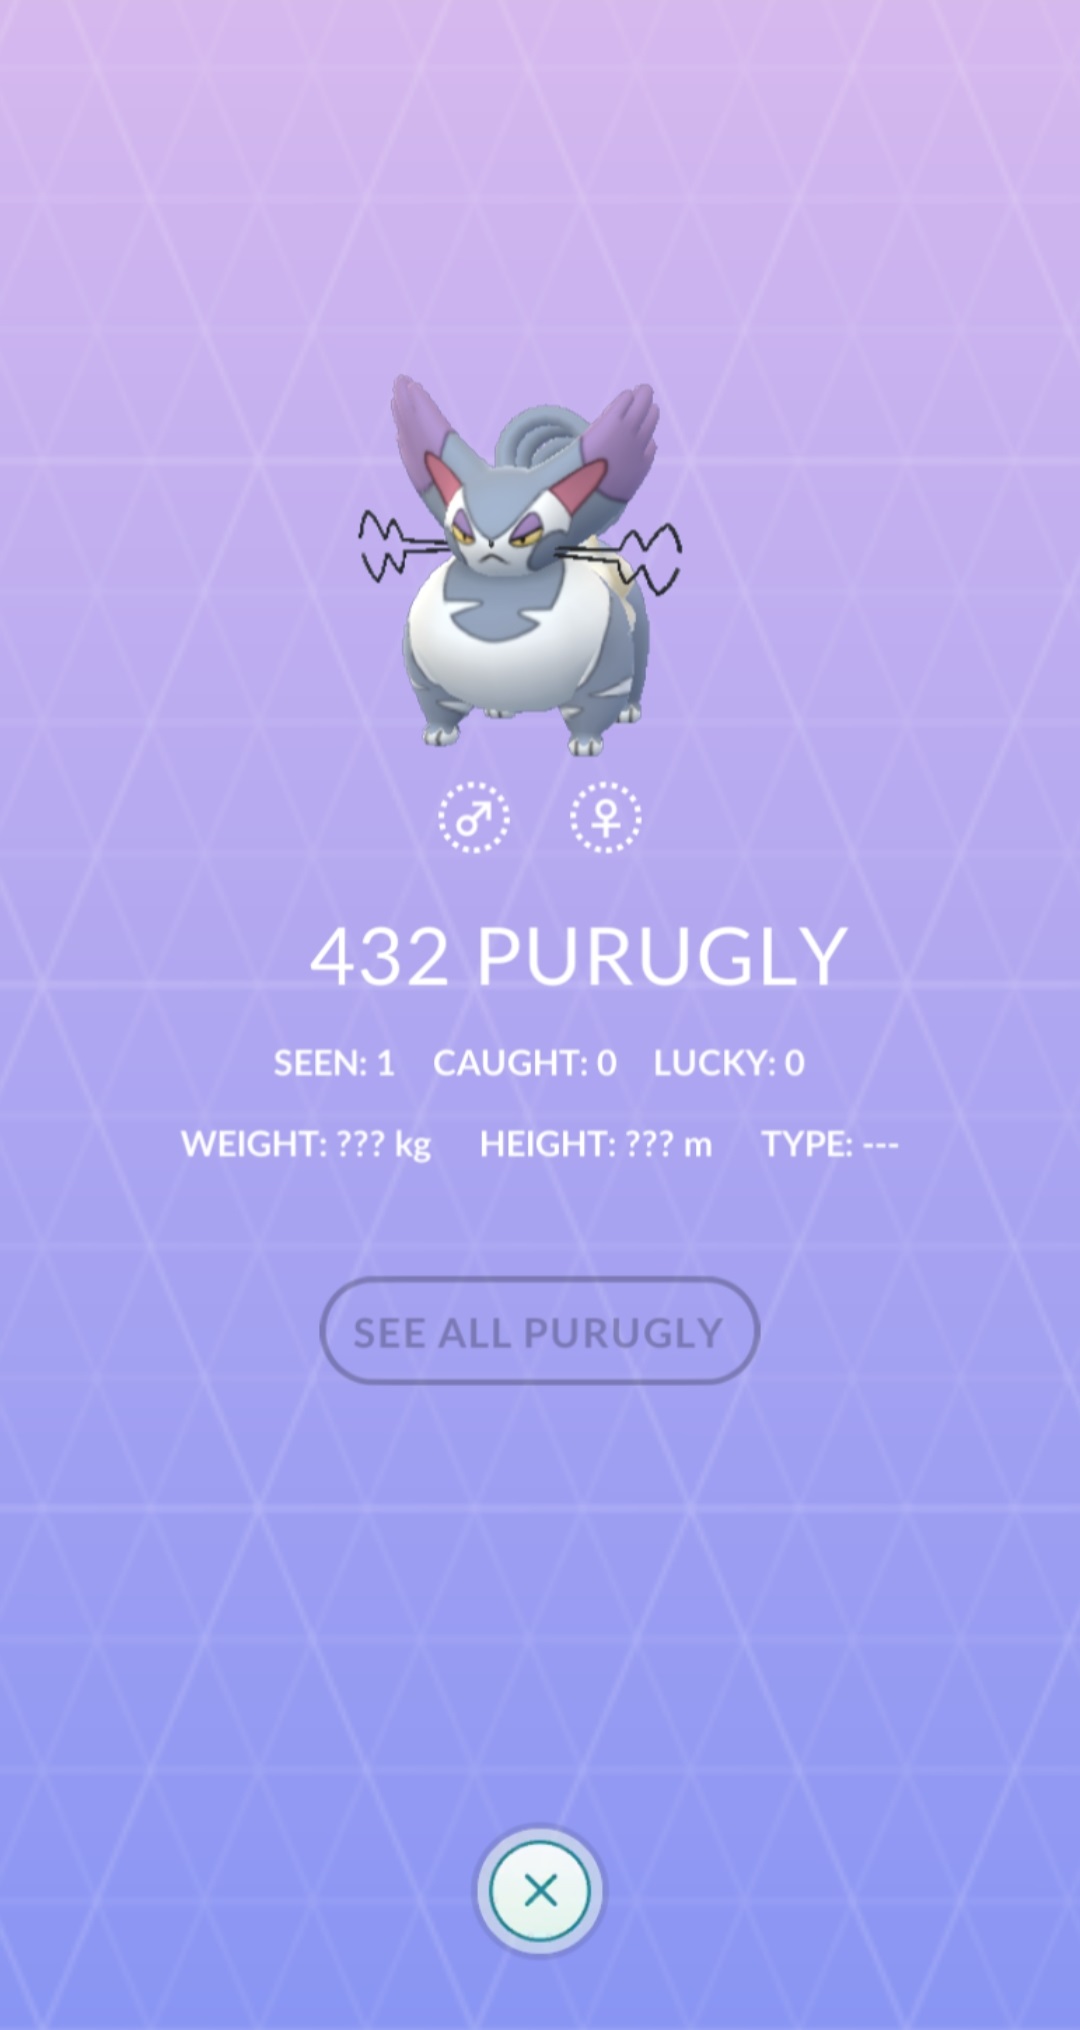 432 PURUGLY
SEEN: 1 CAUGHT: 0 LUCKY: 0
WEIGHT: ??? kg HEIGHT: ??? m TYPE: ---
SEE ALL PURUGLY